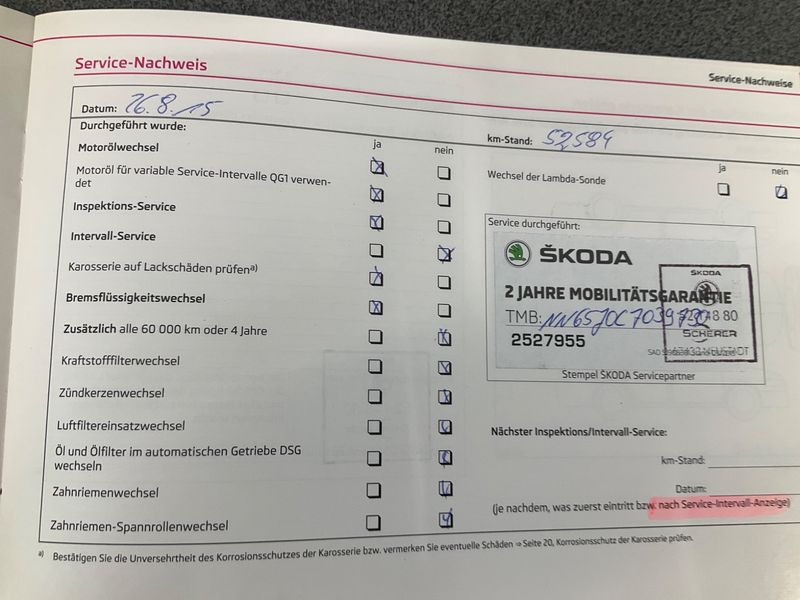 Service-Nachweis
Service-Nachweise
Datum: 26.8.15
Durchgeführt wurde:
ja
nein
km-Stand: 52584
Motorölwechsel
Motoröl für variable Service-Intervalle QG1 verwen-
det
Inspektions-Service
Intervall-Service
Karosserie auf Lackschäden prüfena)
Bremsflüssigkeitswechsel
Zusätzlich alle 60 000 km oder 4 Jahre
Kraftstofffilterwechsel
Zündkerzenwechsel
Luftfiltereinsatzwechsel
Öl und Ölfilter im automatischen Getriebe DSG
wechseln
Zahnriemenwechsel
Zahnriemen-Spannrollenwechsel
ja
nein
Wechsel der Lambda-Sonde
Service durchgeführt:
ŠKODA
2 JAHRE MOBILITÄTSGARANTIE
TMB:
2527955
ŠKODA
SCHERER
Stempel ŠKODA Servicepartner
Nächster Inspektions/Intervall-Service:
km-Stand:
Datum:
(je nachdem, was zuerst eintritt bzw. nach Service-Intervall-Anzeige)
a) Bestätigen Sie die Unversehrtheit des Korrosionsschutzes der Karosserie bzw. vermerken Sie eventuelle Schäden ⇒ Seite 20, Korrosionsschutz der Karosserie prüfen.